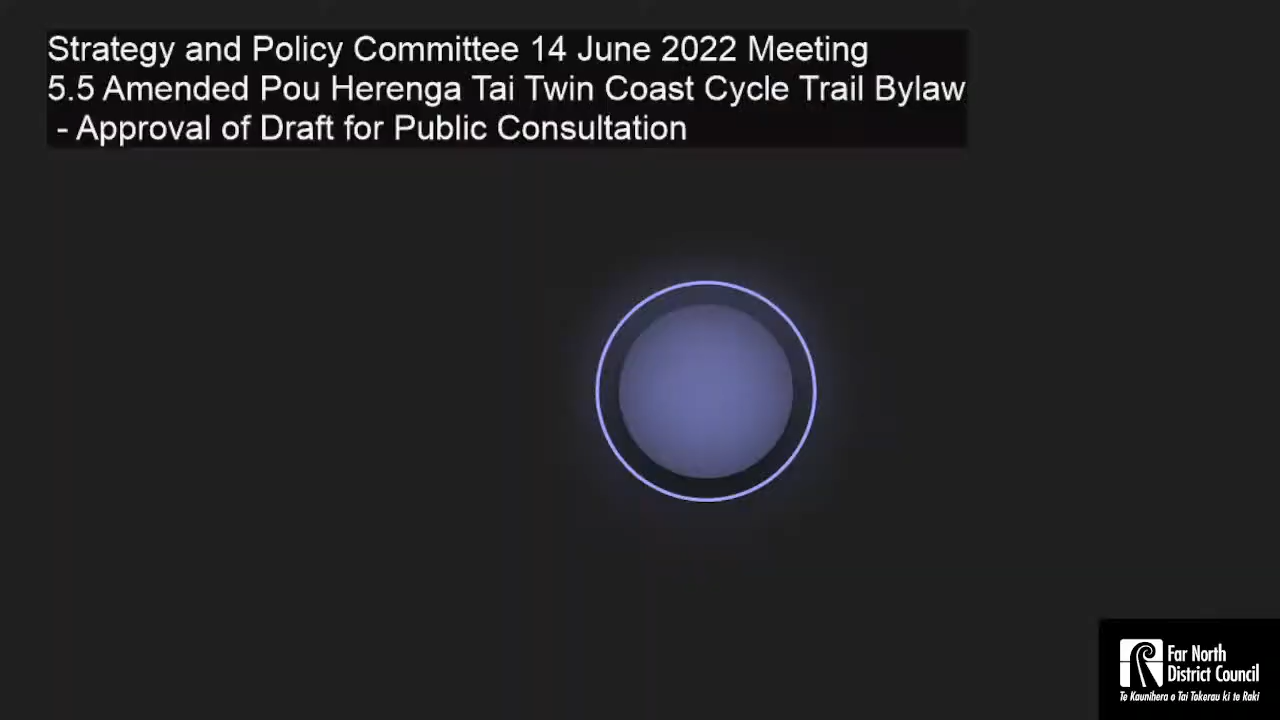 Strategy and Policy Committee 14 June 2022 Meeting
5.5 Amended Pou Herenga Tai Twin Coast Cycle Trail Bylaw
- Approval of Draft for Public Consultation
Far North
District Council
Te Kaunihera o Tai Tokerau ki te Raki